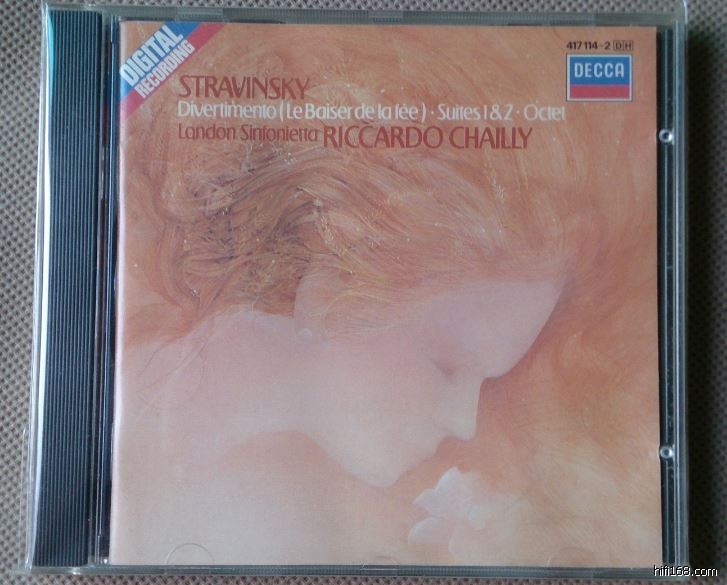 DIGITAL
RECORDING
417 114-2 DH
DECCA
STRAVINSKY
Divertimento (Le Baiser de la fée) · Suites 1 & 2 · Octet
London Sinfonietta RICCARDO CHAILLY
hifi168.com